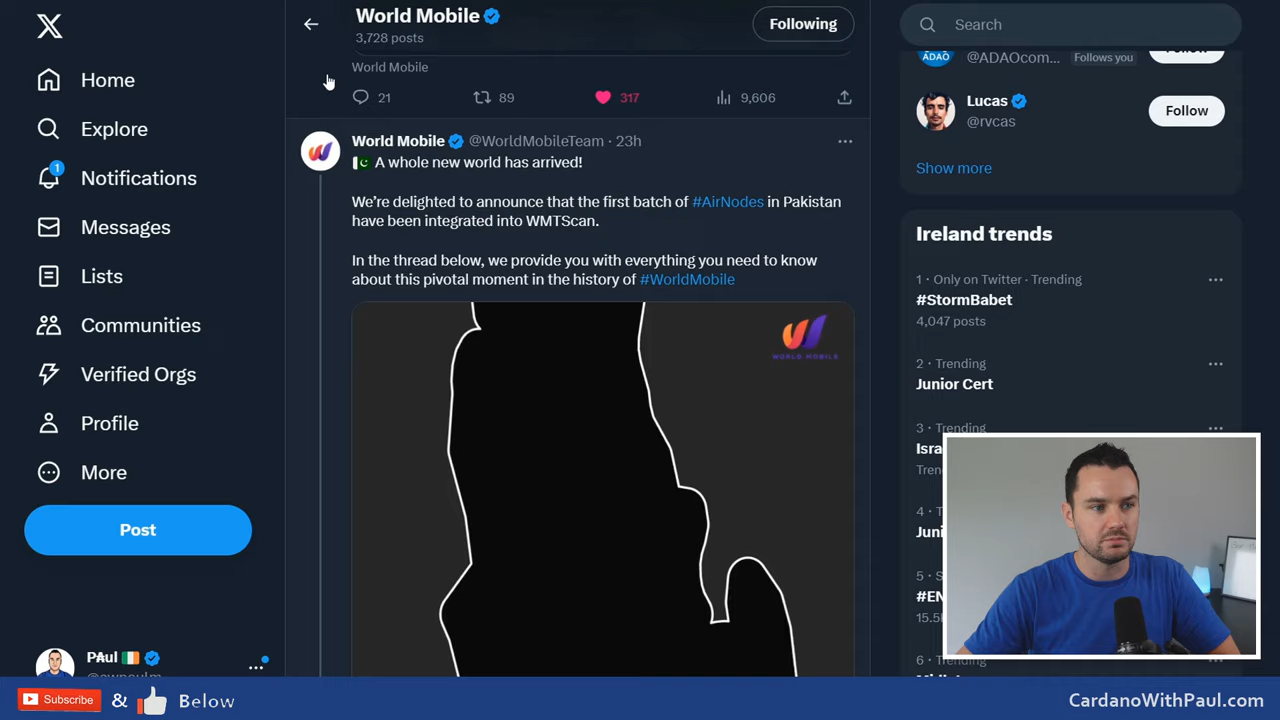 World Mobile
3,728 posts
Following
World Mobile
21
89
317
9,606
World Mobile @WorldMobileTeam · 23h
A whole new world has arrived!
We're delighted to announce that the first batch of #AirNodes in Pakistan
have been integrated into WMTScan.
In the thread below, we provide you with everything you need to know
about this pivotal moment in the history of #WorldMobile
WORLD MOBILE
Home
Explore
1
Notifications
Messages
Lists
Communities
Verified Orgs
Profile
More
Post
Search
ADAO
@ADAOcom... Follows you
Lucas
@rvcas
Follow
Show more
Ireland trends
1 · Only on Twitter · Trending
#StormBabet
4,047 posts
2 · Trending
Junior Cert
3 · Trending
Subscribe & Below
CardanoWithPaul.com